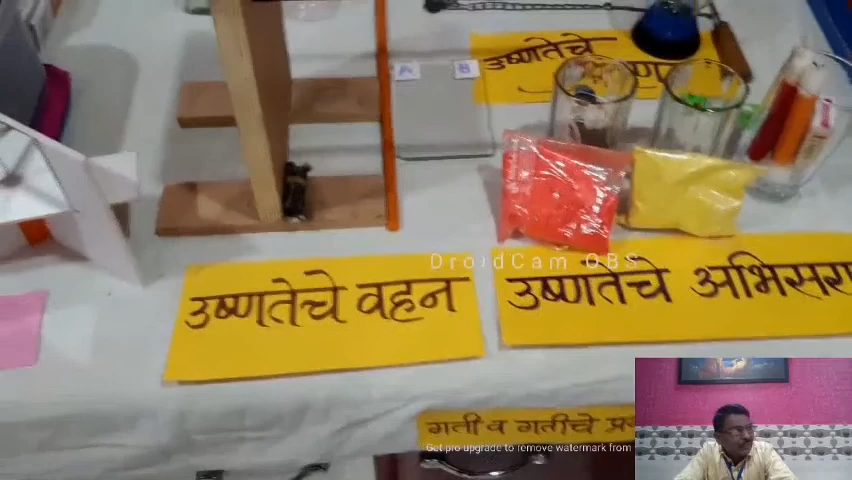 A B
उष्णतेचे
DroidCam OBS
उष्णतेचे वहन
उष्णतेचे अभिसरण
गती व गतीचे
Get pro upgrade to remove watermark from